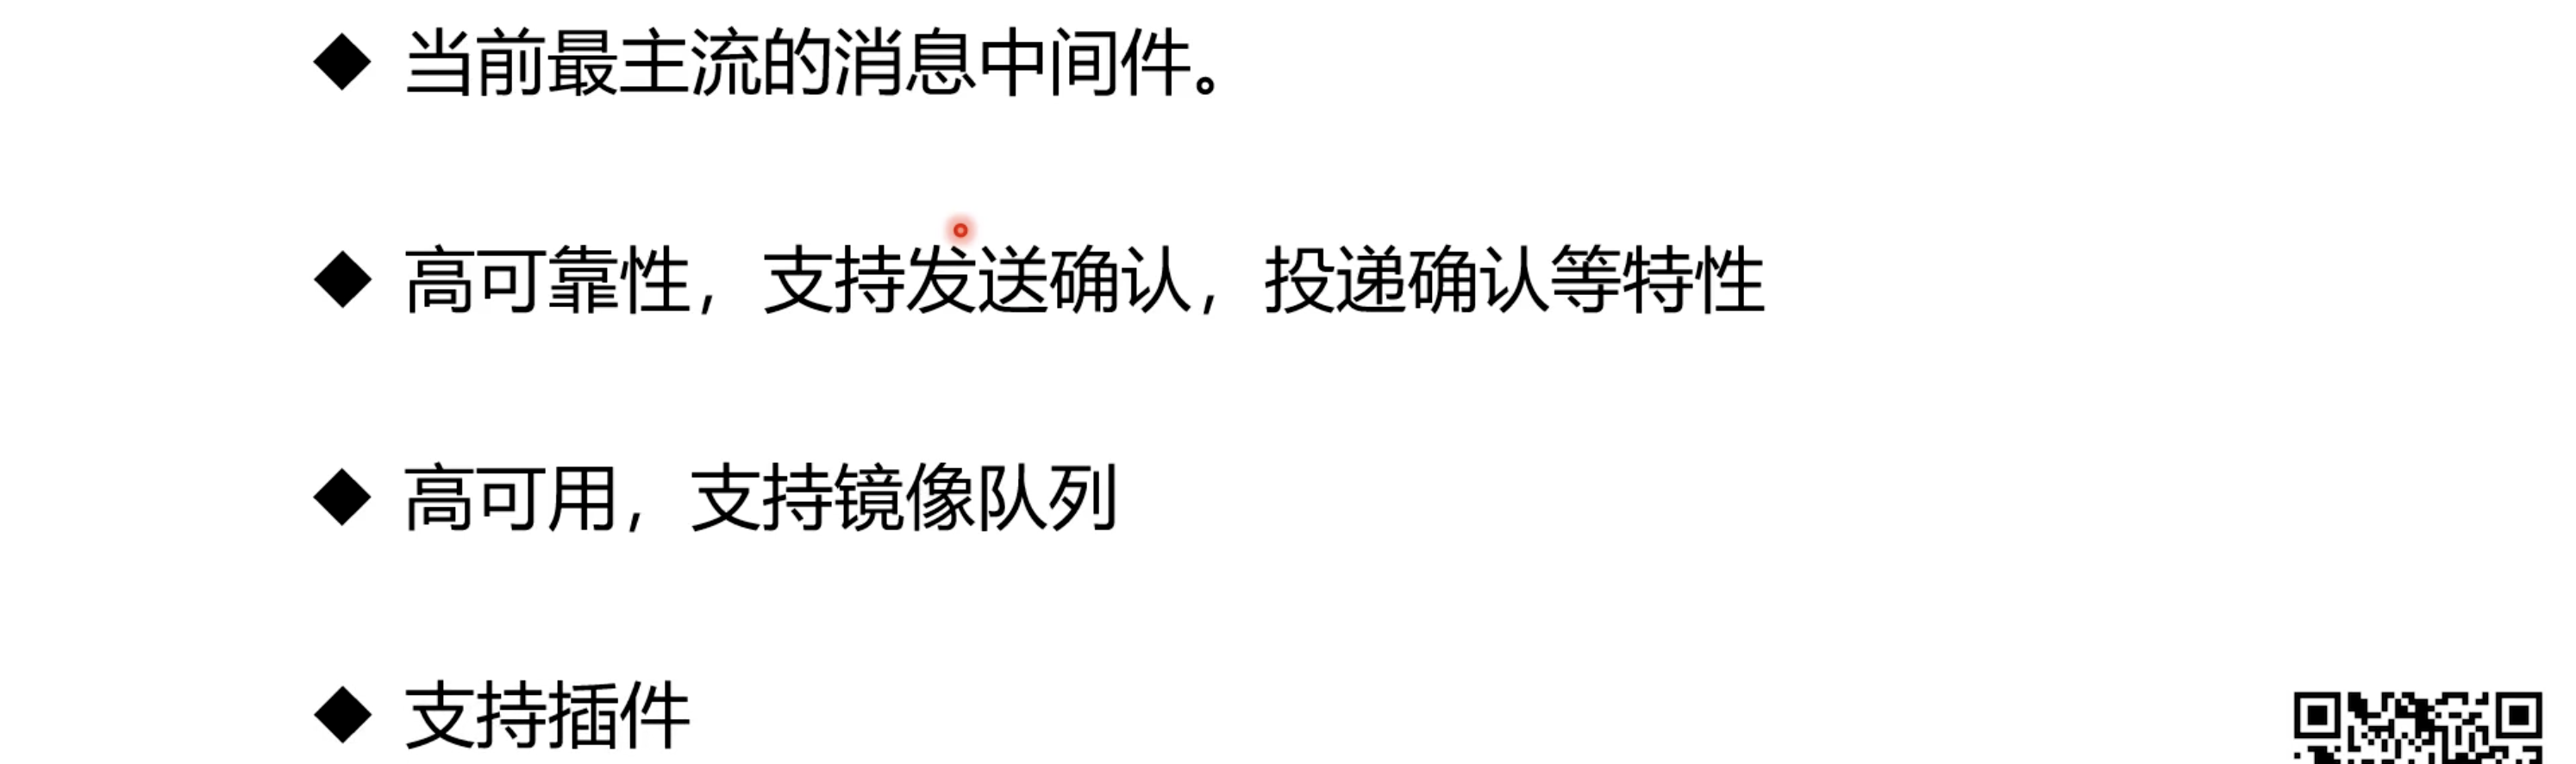 ◆ 当前最主流的消息中间件。
◆ 高可靠性，支持发送确认，投递确认等特性
◆ 高可用，支持镜像队列
◆ 支持插件